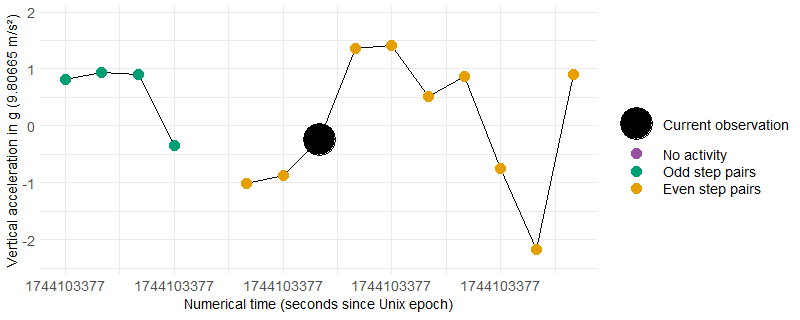 Vertical acceleration in g (9.80665 m/s²)
2
1
0
-1
-2
1744103377 1744103377 1744103377 1744103377 1744103377
Numerical time (seconds since Unix epoch)
Current observation
No activity
Odd step pairs
Even step pairs